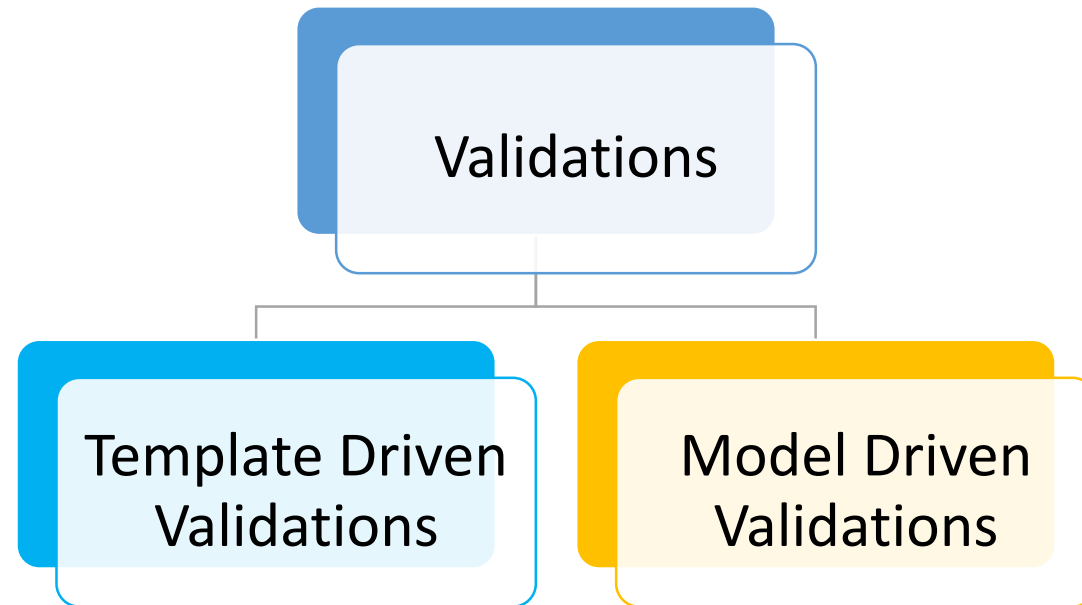 Validations
Template Driven
Validations
Model Driven
Validations